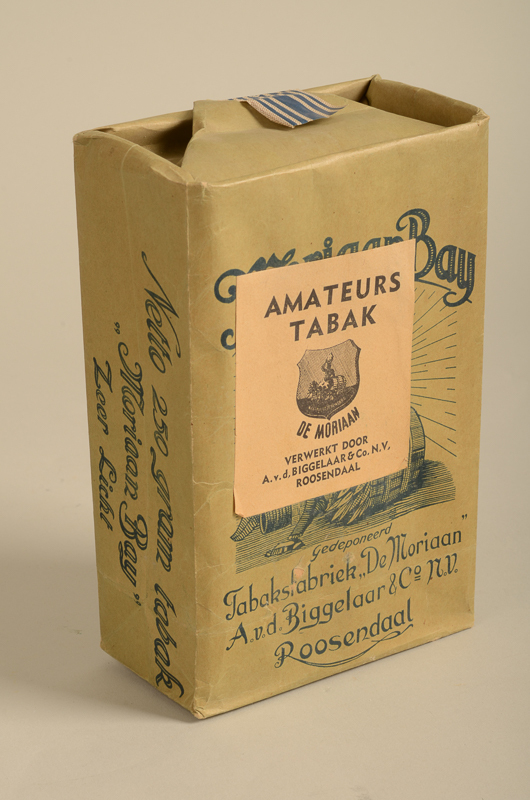 Moriaan Bay
AMATEURS
TABAK
DE MORIAAN
VERWERKT DOOR
A.v.d. BIGGELAAR & Co. N.V.
ROOSENDAAL
Gedeponeerd
Tabaksfabriek „De Moriaan”
A.v.d. Biggelaar & Co N.V.
Roosendaal
Netto 250 gram tabak
„Moriaan Bay”
Zeer Licht